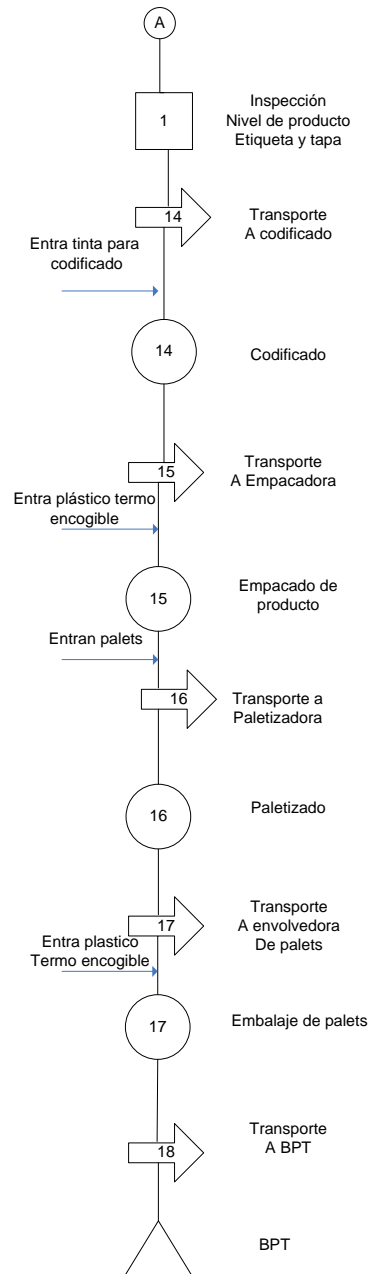 A
1
Inspección
Nivel de producto
Etiqueta y tapa
14
Transporte
A codificado
Entra tinta para
codificado
14
Codificado
15
Transporte
A Empacadora
Entra plástico termo
encogible
15
Empacado de
producto
Entran palets
16
Transporte a
Paletizadora
16
Paletizado
17
Transporte
A envolvedora
De palets
Entra plastico
Termo encogible
17
Embalaje de palets
18
Transporte
A BPT
BPT